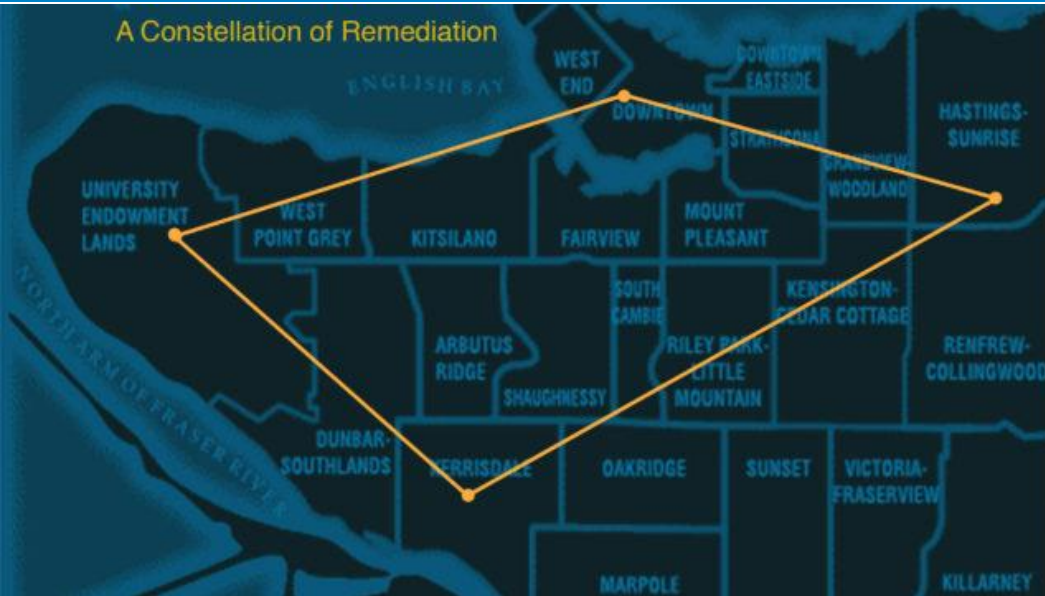 A Constellation of Remediation
WEST
END
DOWNTOWN
EASTSIDE
ENGLISH BAY
DOWNTOWN
HASTINGS-
SUNRISE
STRATHCONA
GRANDVIEW-
WOODLAND
UNIVERSITY
ENDOWMENT
LANDS
WEST
POINT GREY
KITSILANO
FAIRVIEW
MOUNT
PLEASANT
SOUTH
CAMBIE
KENSINGTON-
CEDAR COTTAGE
NORTH ARM OF FRASER RIVER
ARBUTUS
RIDGE
SHAUGHNESSY
RILEY PARK-
LITTLE
MOUNTAIN
RENFREW-
COLLINGWOOD
DUNBAR-
SOUTHLANDS
KERRISDALE
OAKRIDGE
SUNSET
VICTORIA-
FRASERVIEW
MARPOLE
KILLARNEY